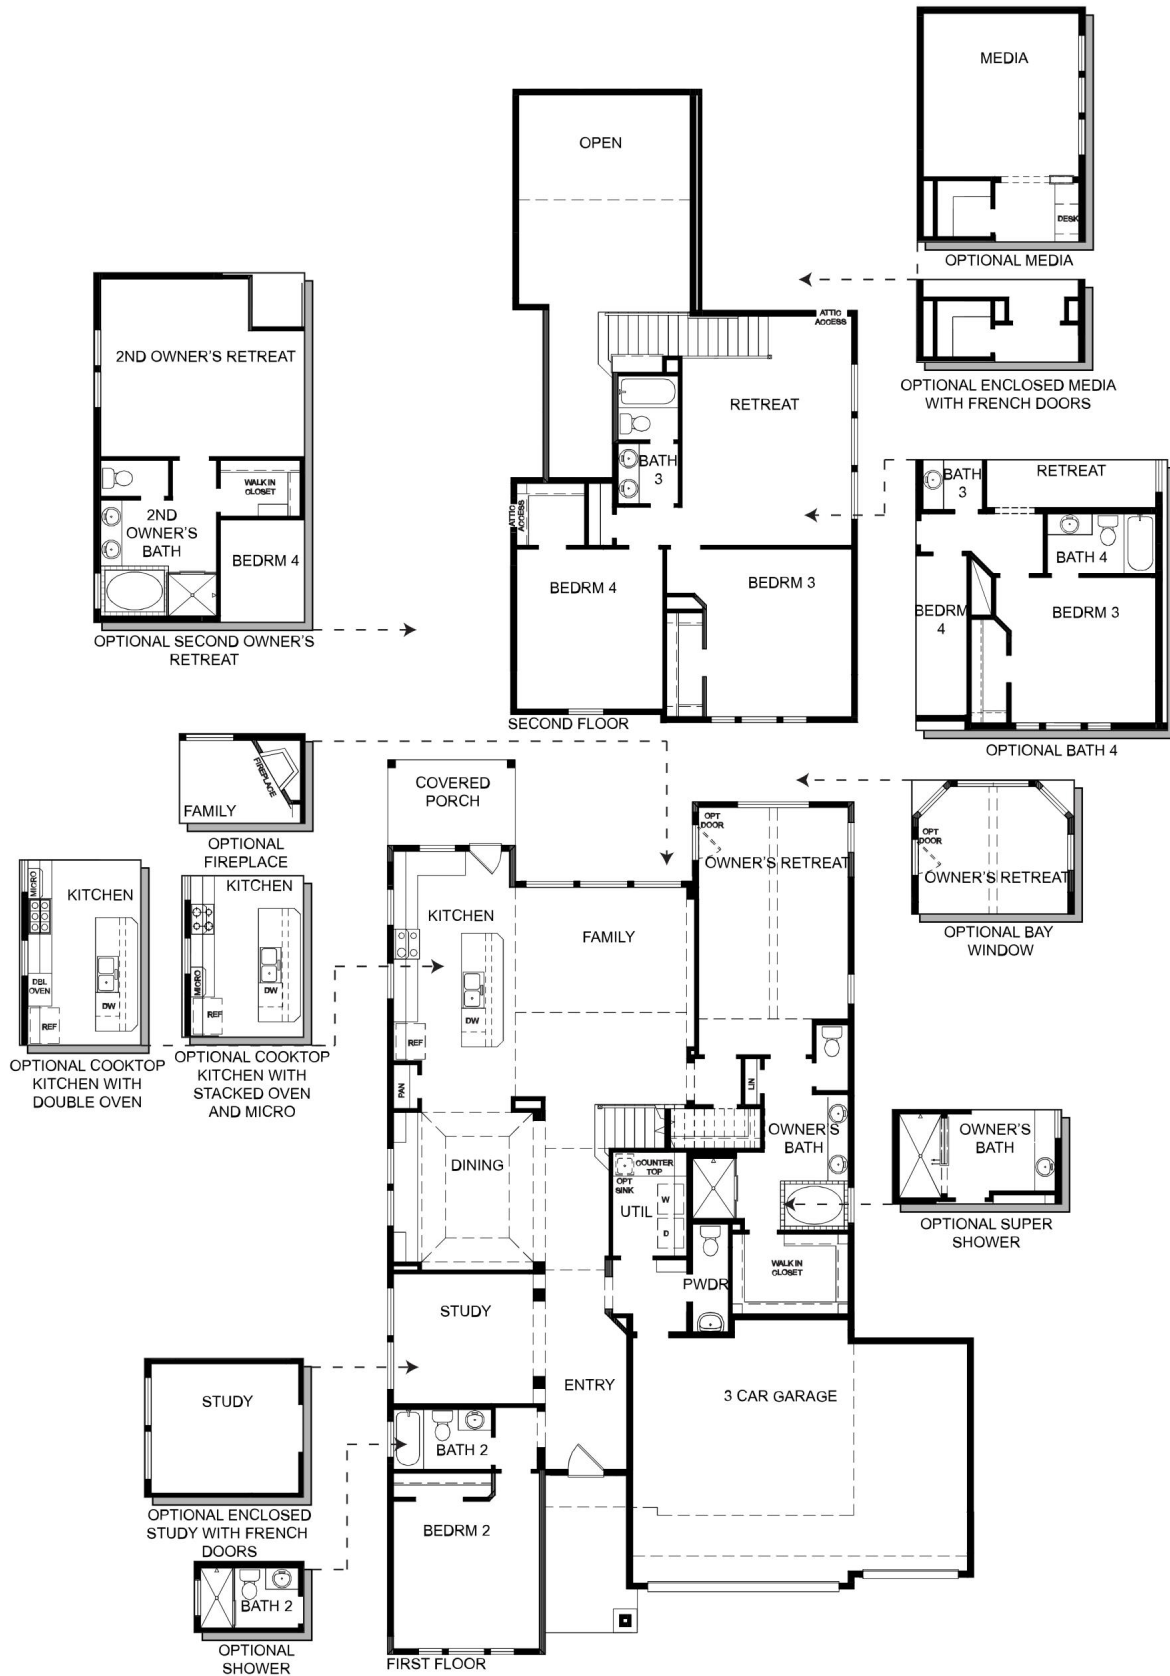 MEDIA
DESK
OPTIONAL MEDIA
OPTIONAL ENCLOSED MEDIA
WITH FRENCH DOORS
OPEN
ATTIC
ACCESS
RETREAT
BATH
3
ATTIC
ACCESS
BEDRM 4
BEDRM 3
SECOND FLOOR
2ND OWNER'S RETREAT
WALK IN
CLOSET
2ND
OWNER'S
BATH
BEDRM 4
OPTIONAL SECOND OWNER'S
RETREAT
BATH
3
RETREAT
BATH 4
BEDRM
4
BEDRM 3
OPTIONAL BATH 4
FIREPLACE
FAMILY
OPTIONAL
FIREPLACE
COVERED
PORCH
OPT
DOOR
OWNER'S RETREAT
OPT
DOOR
OWNER'S RETREAT
OPTIONAL BAY
WINDOW
MICRO
KITCHEN
DBL
OVEN
DW
REF
OPTIONAL COOKTOP
KITCHEN WITH
DOUBLE OVEN
KITCHEN
MICRO
DW
REF
OPTIONAL COOKTOP
KITCHEN WITH
STACKED OVEN
AND MICRO
KITCHEN
FAMILY
DW
REF
PAN
LIN
OWNER'S
BATH
DINING
COUNTER
TOP
OPT
SINK
W
UTIL
D
WALK IN
CLOSET
PWDR
OWNER'S
BATH
OPTIONAL SUPER
SHOWER
STUDY
ENTRY
3 CAR GARAGE
STUDY
OPTIONAL ENCLOSED
STUDY WITH FRENCH
DOORS
BATH 2
BEDRM 2
BATH 2
OPTIONAL
SHOWER
FIRST FLOOR